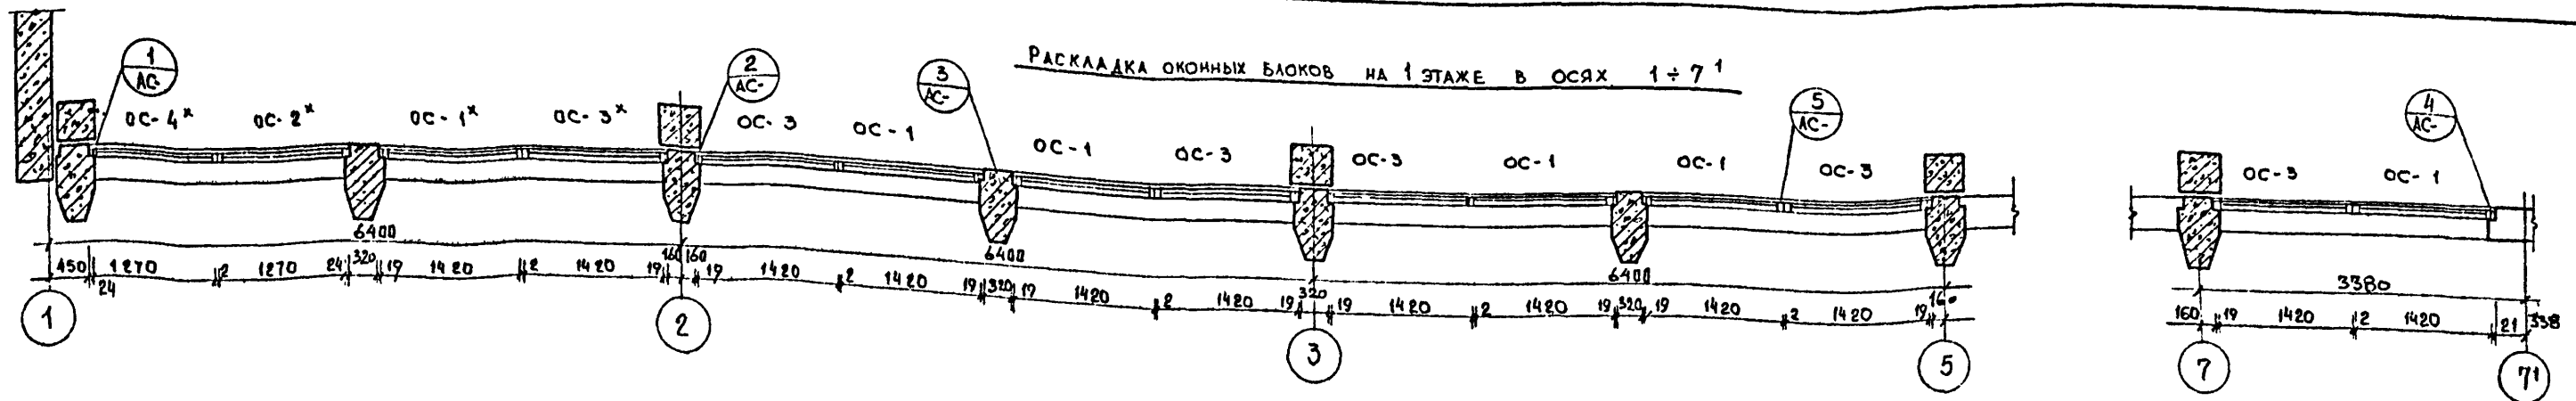 РАСКЛАДКА ОКОННЫХ БЛОКОВ НА 1 ЭТАЖЕ В ОСЯХ 1÷7¹
1 АС-
2 АС-
3 АС-
5 АС-
4 АС-
ОС-4ˣ ОС-2ˣ ОС-1ˣ ОС-3ˣ ОС-3 ОС-1 ОС-1 ОС-3 ОС-3 ОС-1 ОС-1 ОС-3 ОС-3 ОС-1
6400 6400 6400 3380
450 24 1270 2 1270 24 320 19 1420 2 1420 19 160 160 19 1420 2 1420 19 320 19 1420 2 1420 19 320 19 1420 2 1420 19 320 19 1420 2 1420 19 160 160 19 1420 2 1420 21 338
1 2 3 5 7 7¹